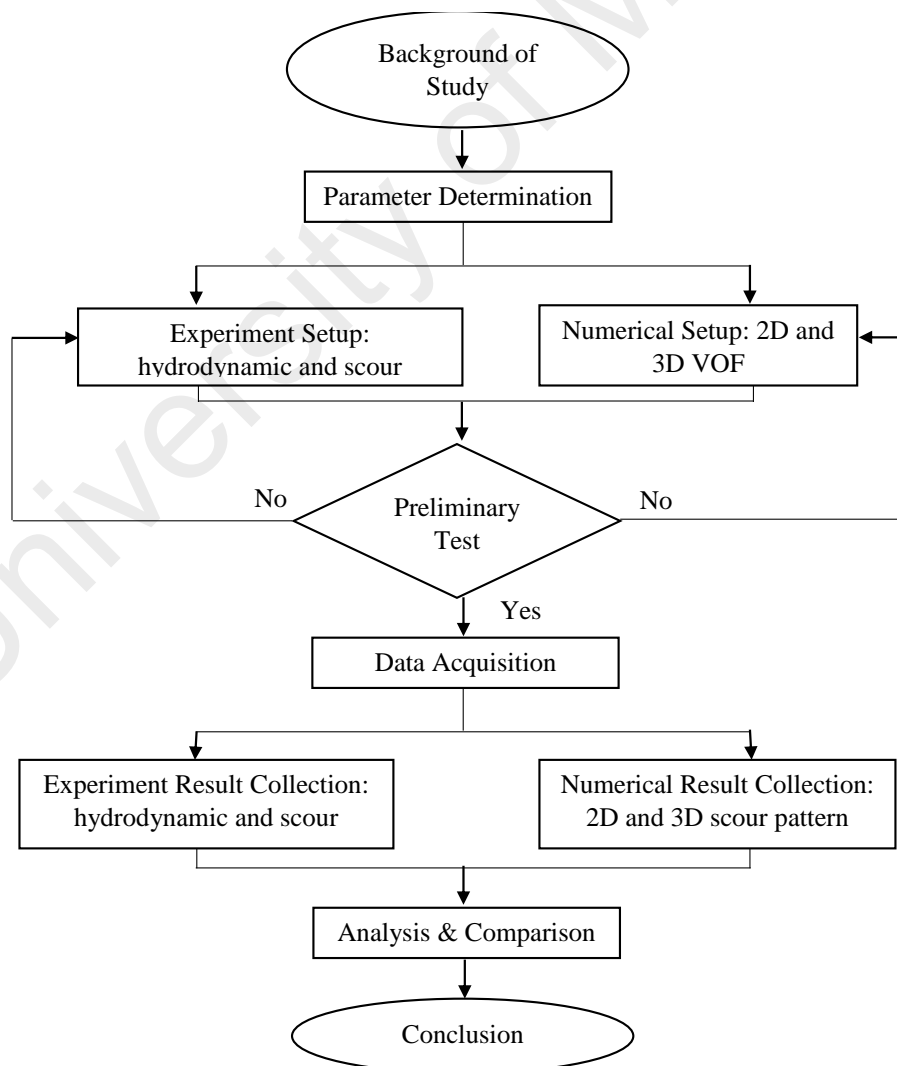 Background of
Study
Parameter Determination
Experiment Setup:
hydrodynamic and scour
Numerical Setup: 2D and
3D VOF
No
Preliminary
Test
No
Yes
Data Acquisition
Experiment Result Collection:
hydrodynamic and scour
Numerical Result Collection:
2D and 3D scour pattern
Analysis & Comparison
Conclusion
University of M